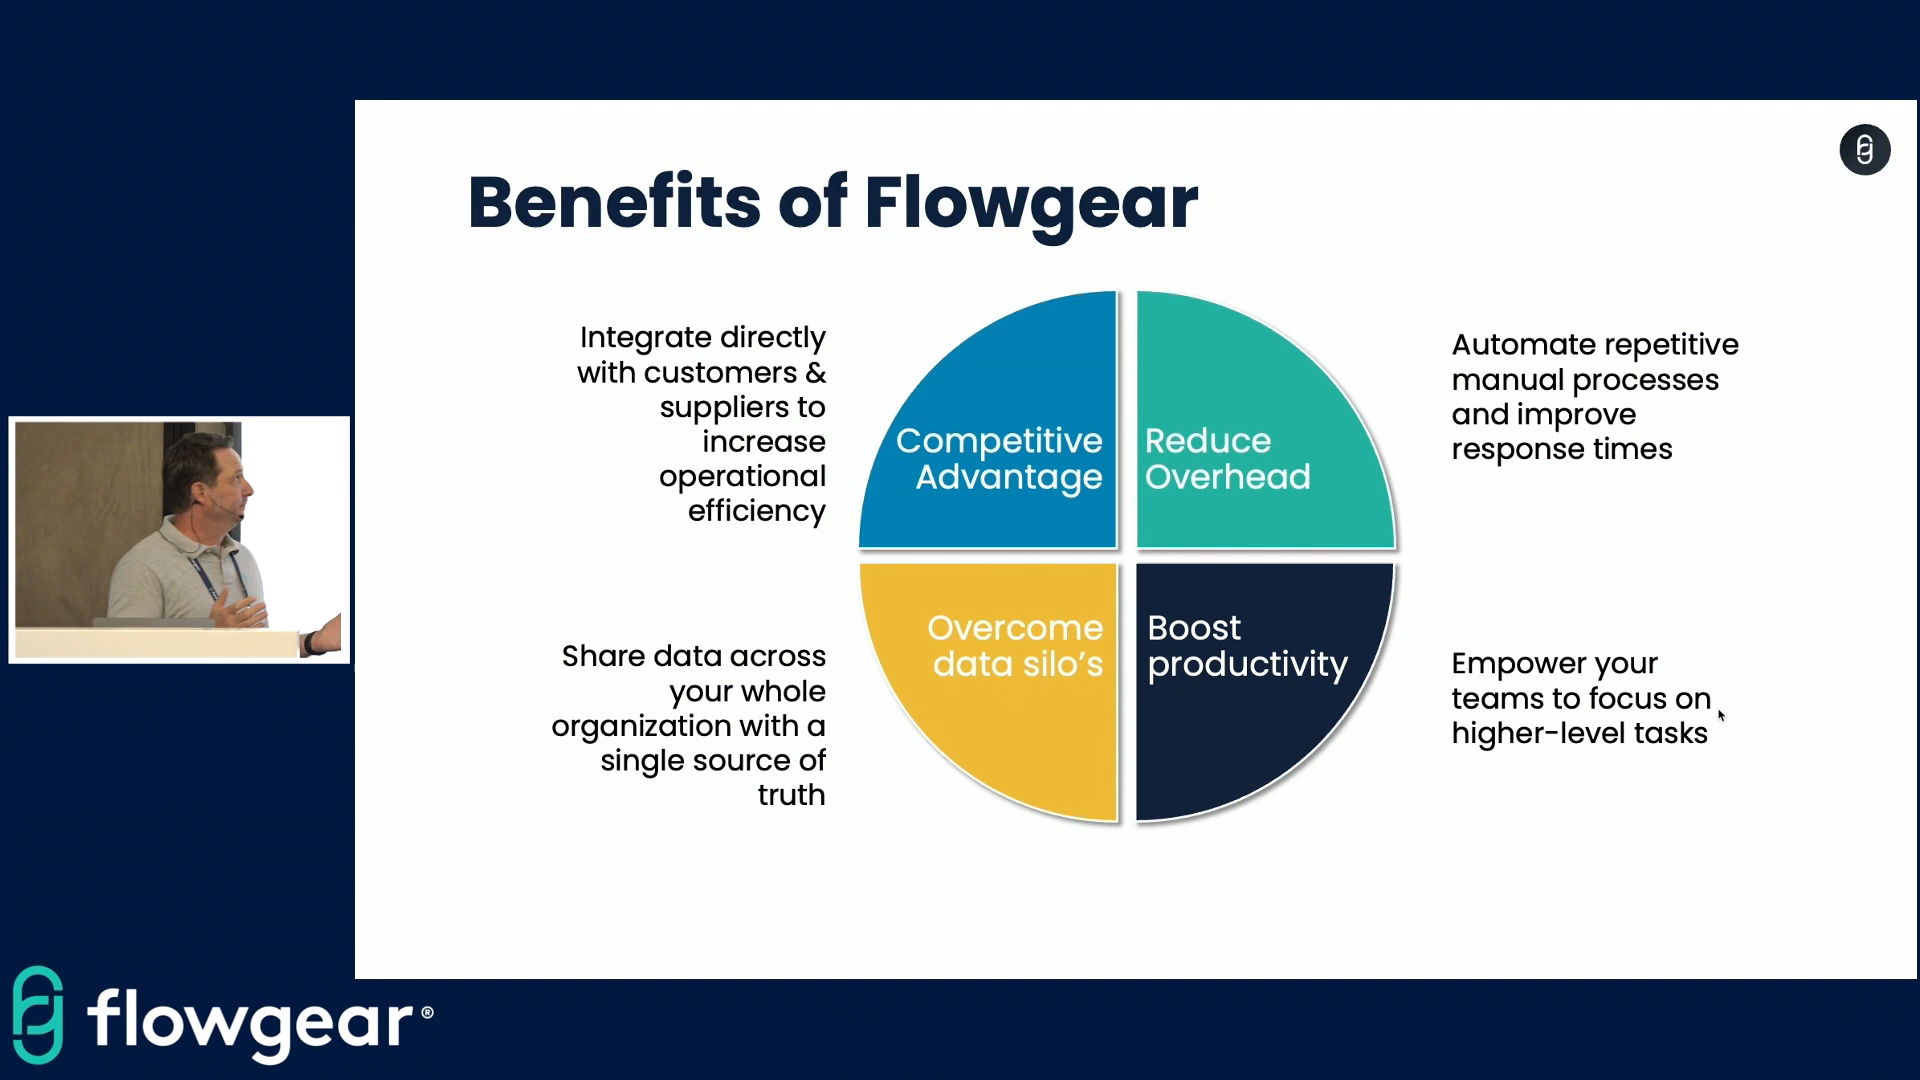 Benefits of Flowgear
Integrate directly
with customers &
suppliers to
increase
operational
efficiency
Competitive
Advantage
Reduce
Overhead
Automate repetitive
manual processes
and improve
response times
Share data across
your whole
organization with a
single source of
truth
Overcome
data silo’s
Boost
productivity
Empower your
teams to focus on
higher-level tasks
flowgear®